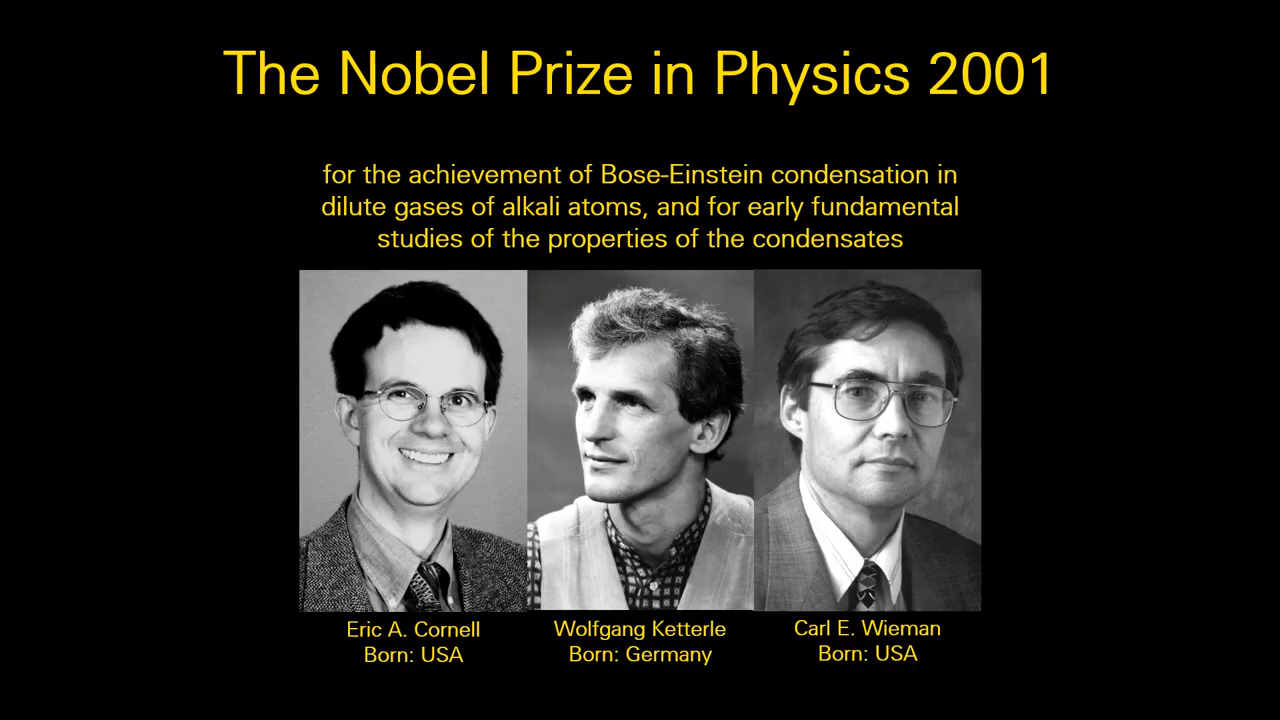 The Nobel Prize in Physics 2001
for the achievement of Bose-Einstein condensation in
dilute gases of alkali atoms, and for early fundamental
studies of the properties of the condensates
Eric A. Cornell
Born: USA
Wolfgang Ketterle
Born: Germany
Carl E. Wieman
Born: USA